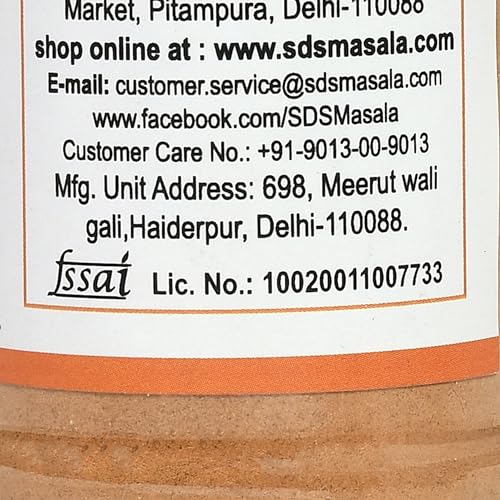 Market, Pitampura, Delhi-110088
shop online at : www.sdsmasala.com
E-mail: customer.service@sdsmasala.com
www.facebook.com/SDSMasala
Customer Care No.: +91-9013-00-9013
Mfg. Unit Address: 698, Meerut wali
gali,Haiderpur, Delhi-110088.
fssai Lic. No.: 10020011007733